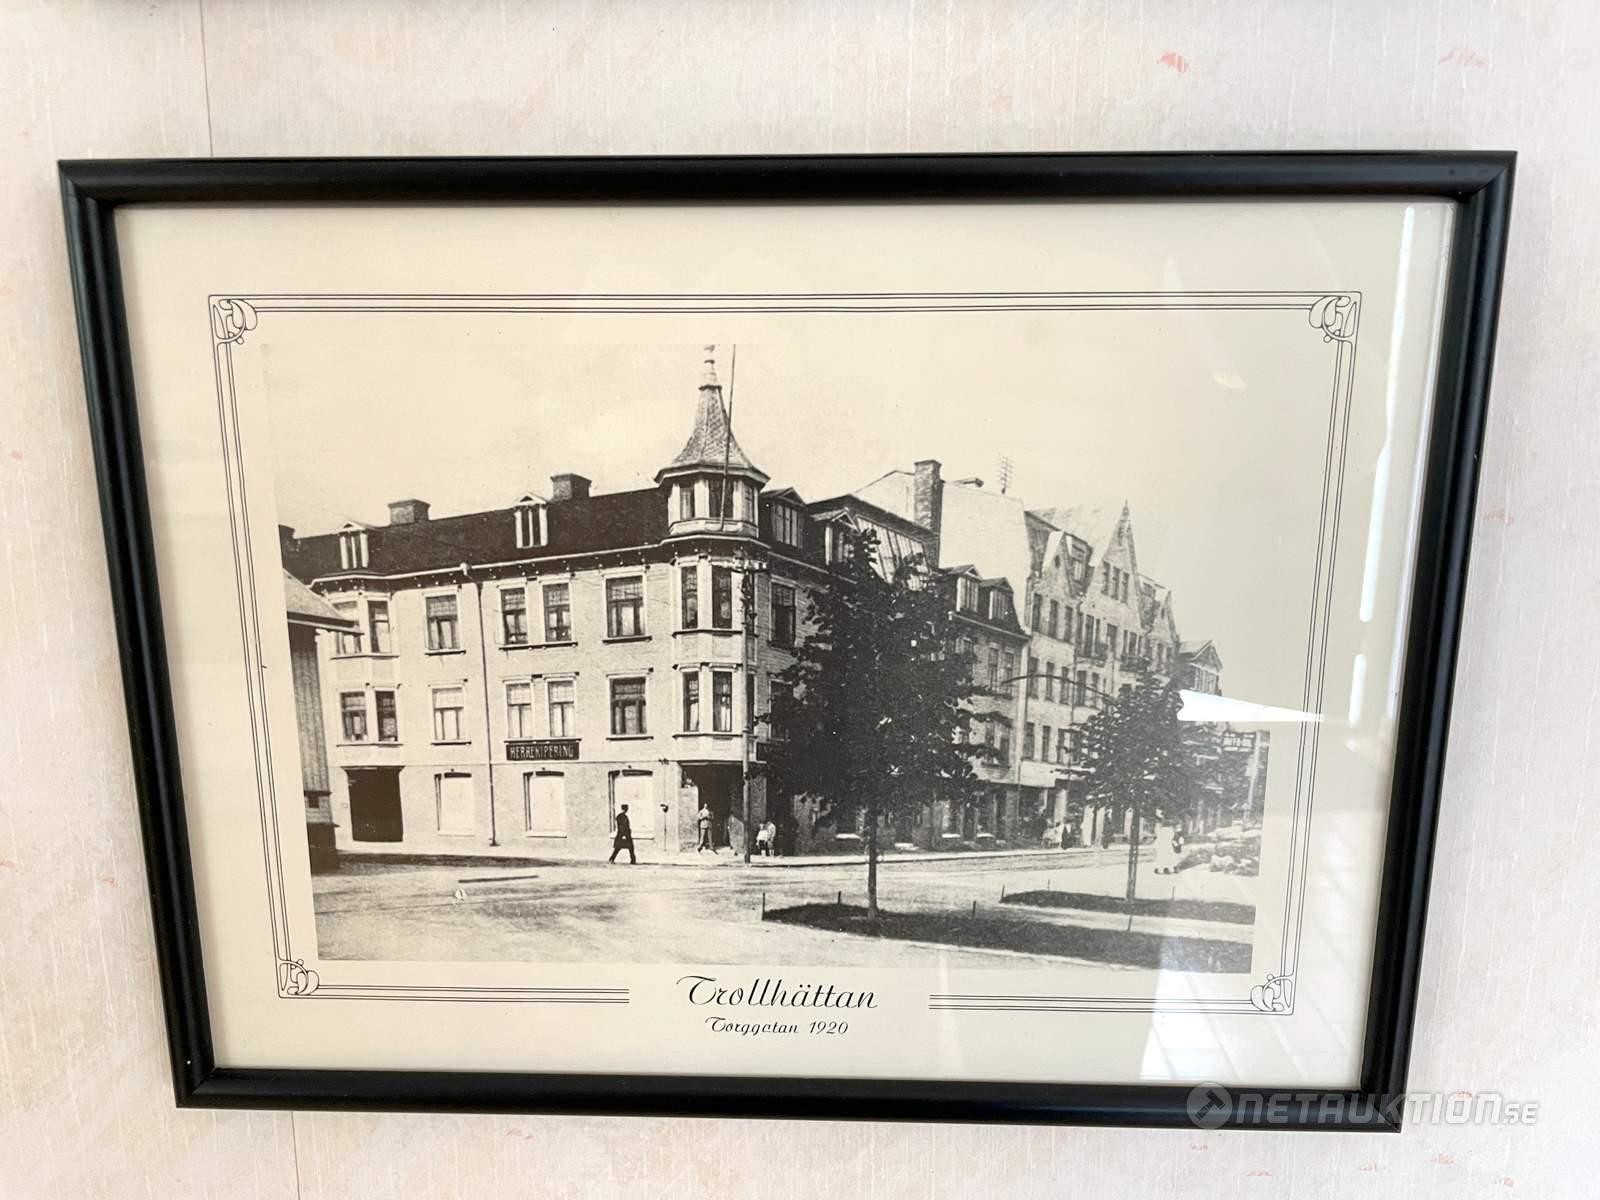 HERREKIPERING
Trollhättan
Torggatan 1920
NETAUKTION.SE